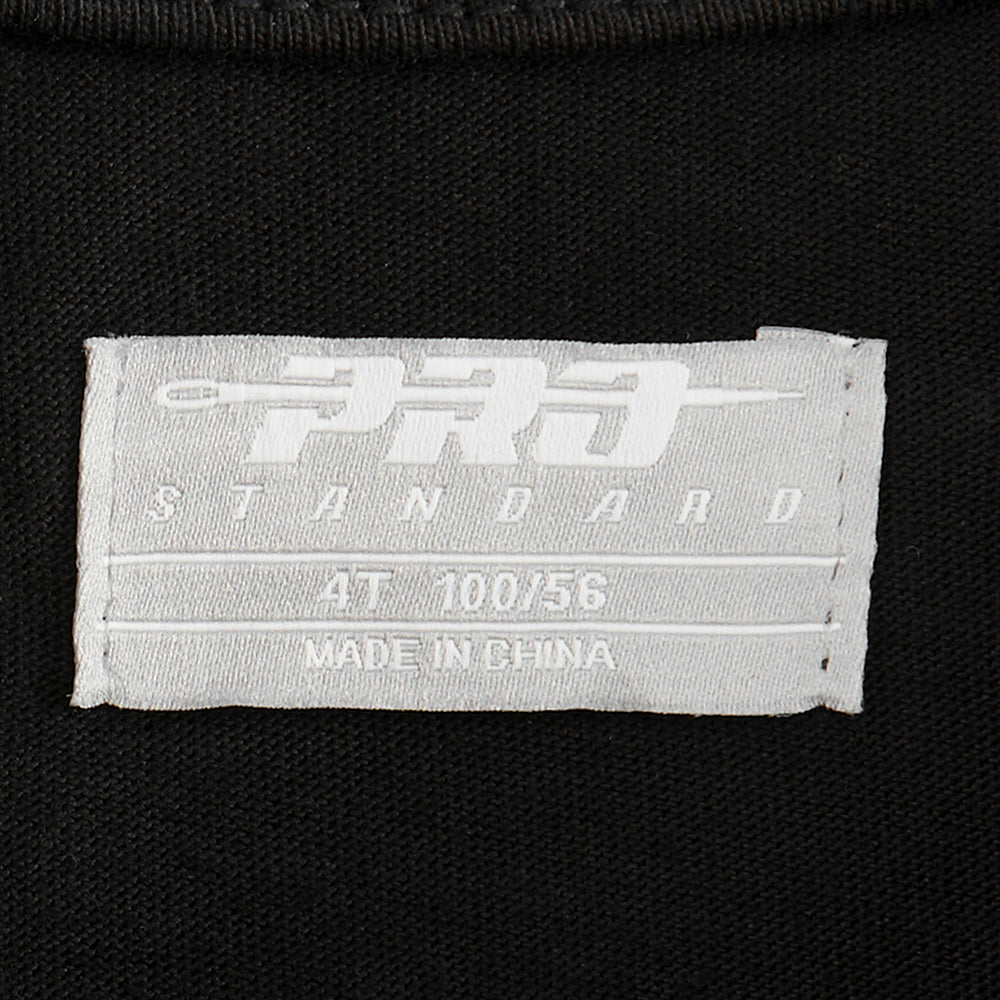 PRO
STANDARD
4T 100/56
MADE IN CHINA